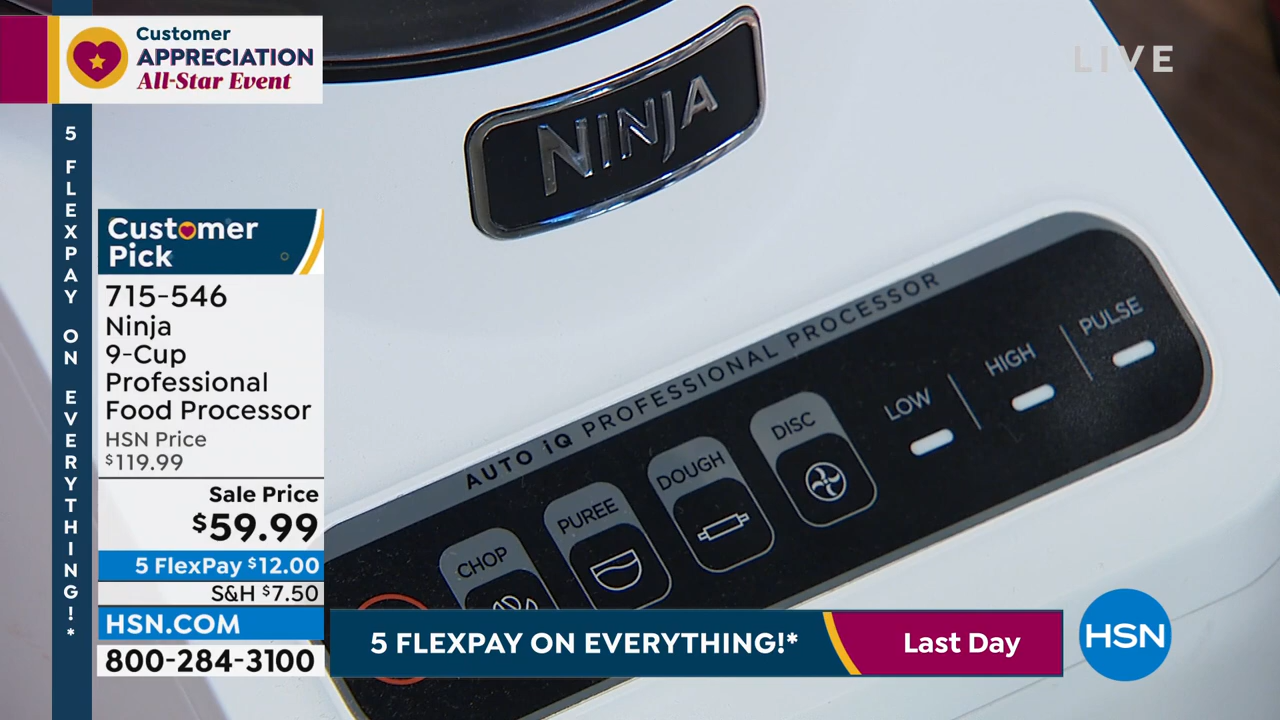 Customer
APPRECIATION
All-Star Event
LIVE
NINJA
5 FLEXPAY ON EVERYTHING!*
Customer
Pick
715-546
Ninja
9-Cup
Professional
Food Processor
HSN Price
$119.99
Sale Price
$59.99
5 FlexPay $12.00
S&H $7.50
HSN.COM
800-284-3100
AUTO iQ PROFESSIONAL PROCESSOR
CHOP
PUREE
DOUGH
DISC
LOW
HIGH
PULSE
5 FLEXPAY ON EVERYTHING!*
Last Day
HSN